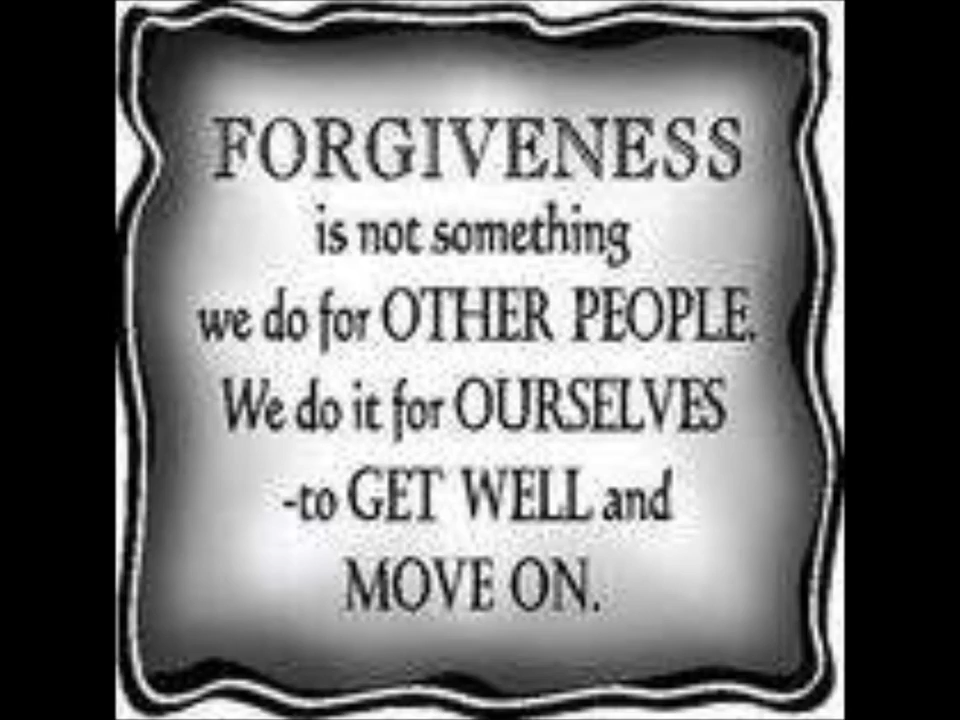 FORGIVENESS
is not something
we do for OTHER PEOPLE.
We do it for OURSELVES
-to GET WELL and
MOVE ON.